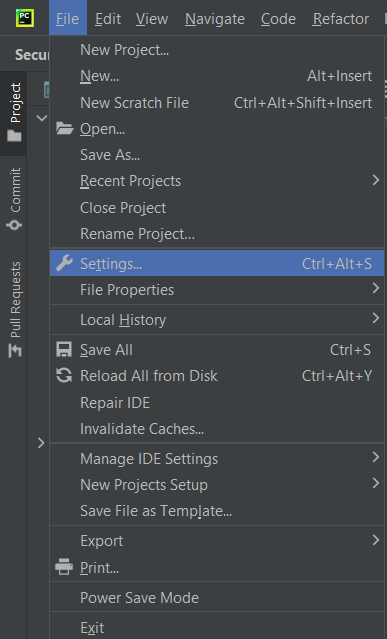 PC
File Edit View Navigate Code Refactor
Secu
New Project...
New... Alt+Insert
New Scratch File Ctrl+Alt+Shift+Insert
Open...
Save As...
Recent Projects
Close Project
Rename Project...
Settings... Ctrl+Alt+S
File Properties
Local History
Save All Ctrl+S
Reload All from Disk Ctrl+Alt+Y
Repair IDE
Invalidate Caches...
Manage IDE Settings
New Projects Setup
Save File as Template...
Export
Print...
Power Save Mode
Exit
Project
Commit
Pull Requests